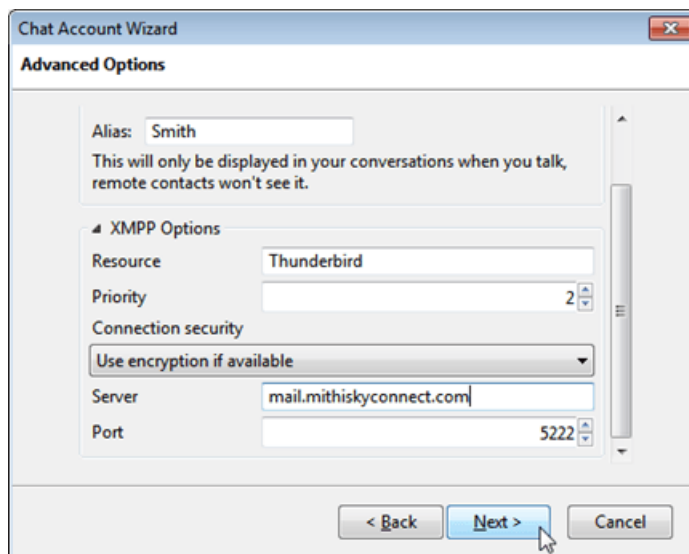 Chat Account Wizard
Advanced Options
Alias: Smith
This will only be displayed in your conversations when you talk,
remote contacts won't see it.
XMPP Options
Resource Thunderbird
Priority 2
Connection security
Use encryption if available
Server mail.mithiskyconnect.com
Port 5222
< Back Next > Cancel